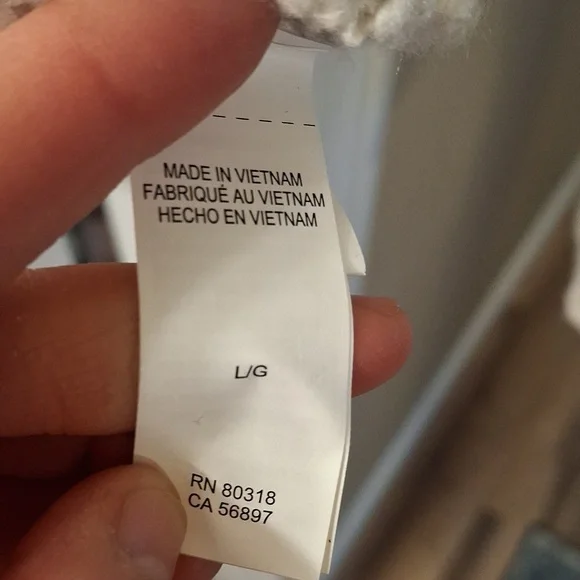 MADE IN VIETNAM
FABRIQUÉ AU VIETNAM
HECHO EN VIETNAM
L/G
RN 80318
CA 56897